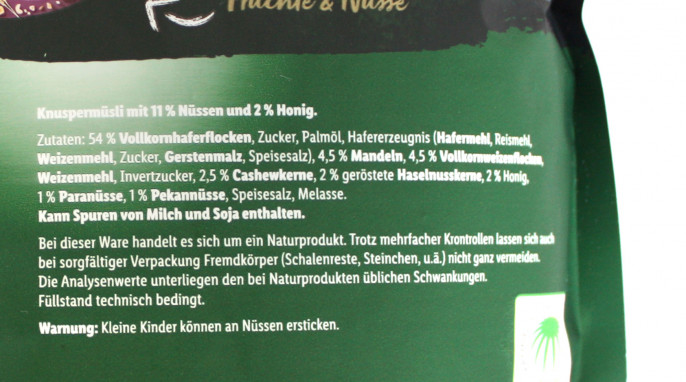 Früchte & Nüsse
Knuspermüsli mit 11 % Nüssen und 2 % Honig.
Zutaten: 54 % Vollkornhaferflocken, Zucker, Palmöl, Hafererzeugnis (Hafermehl, Reismehl,
Weizenmehl, Zucker, Gerstenmalz, Speisesalz), 4,5 % Mandeln, 4,5 % Vollkornweizenflocken,
Weizenmehl, Invertzucker, 2,5 % Cashewkerne, 2 % geröstete Haselnusskerne, 2 % Honig,
1 % Paranüsse, 1 % Pekannüsse, Speisesalz, Melasse.
Kann Spuren von Milch und Soja enthalten.
Bei dieser Ware handelt es sich um ein Naturprodukt. Trotz mehrfacher Krontrollen lassen sich auch
bei sorgfältiger Verpackung Fremdkörper (Schalenreste, Steinchen, u.ä.) nicht ganz vermeiden.
Die Analysenwerte unterliegen den bei Naturprodukten üblichen Schwankungen.
Füllstand technisch bedingt.
Warnung: Kleine Kinder können an Nüssen ersticken.